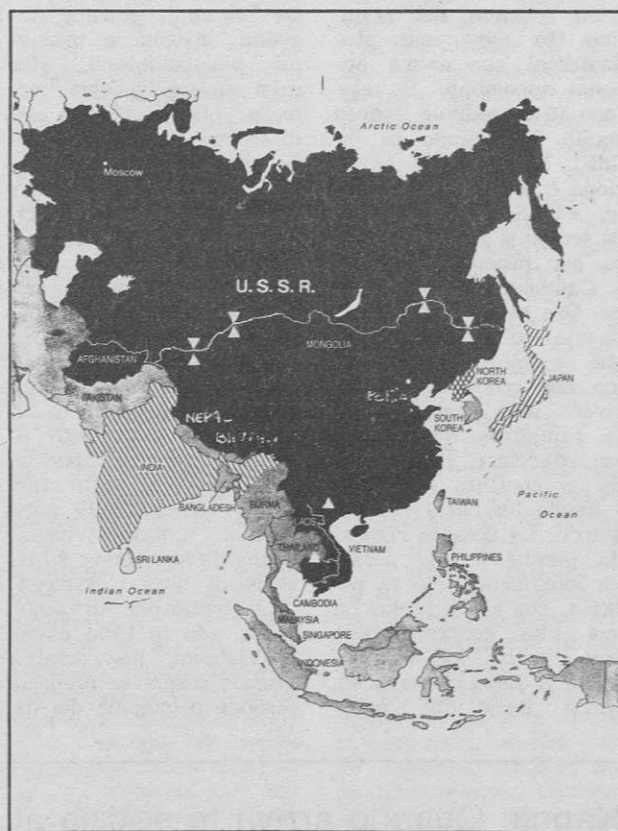 Arctic Ocean
Moscow
U. S. S. R.
MONGOLIA
AFGHANISTAN
NORTH
KOREA
JAPAN
PAKISTAN
SOUTH
KOREA
INDIA
BANGLADESH
BURMA
TAIWAN
Pacific
Ocean
LAOS
THAILAND
VIETNAM
PHILIPPINES
SRI LANKA
Indian Ocean
CAMBODIA
MALAYSIA
SINGAPORE
INDONESIA